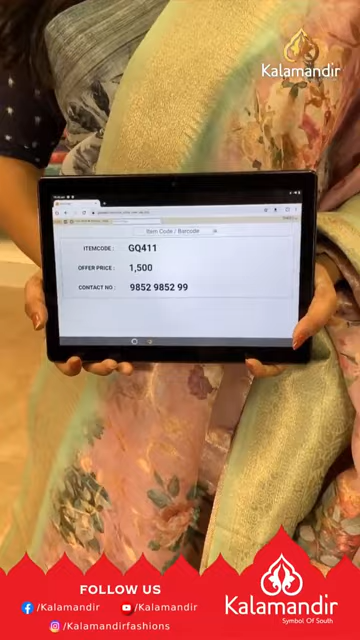 Kalamandir
Item Code / Barcode
ITEMCODE : GQ411
OFFER PRICE : 1,500
CONTACT NO. : 9852 9852 99
FOLLOW US
/Kalamandir /Kalamandir
/Kalamandirfashions
Kalamandir
Symbol Of South